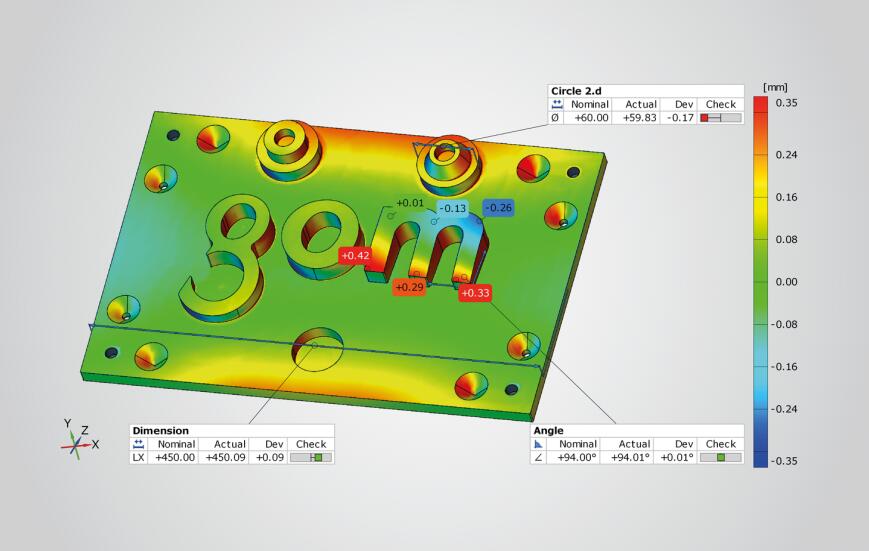 Circle 2.d
Nominal Actual Dev Check
Ø +60.00 +59.83 -0.17
[mm]
0.35
0.24
0.16
0.08
0.00
-0.08
-0.16
-0.24
-0.35
+0.01
-0.13
-0.26
+0.42
+0.29
+0.33
gom
Y
Z
X
Dimension
Nominal Actual Dev Check
LX +450.00 +450.09 +0.09
Angle
Nominal Actual Dev Check
∠ +94.00° +94.01° +0.01°